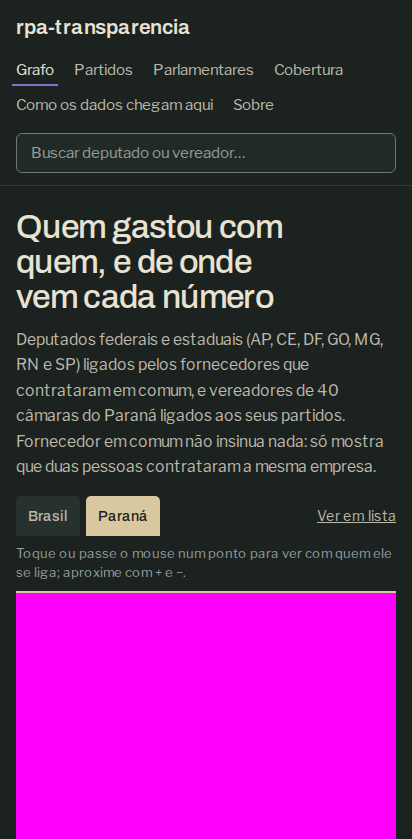 rpa-transparencia
Grafo Partidos Parlamentares Cobertura
Como os dados chegam aqui Sobre
Buscar deputado ou vereador...
Quem gastou com
quem, e de onde
vem cada número
Deputados federais e estaduais (AP, CE, DF, GO, MG,
RN e SP) ligados pelos fornecedores que
contrataram em comum, e vereadores de 40
câmaras do Paraná ligados aos seus partidos.
Fornecedor em comum não insinua nada: só mostra
que duas pessoas contrataram a mesma empresa.
Brasil Paraná Ver em lista
Toque ou passe o mouse num ponto para ver com quem ele
se liga; aproxime com + e −.